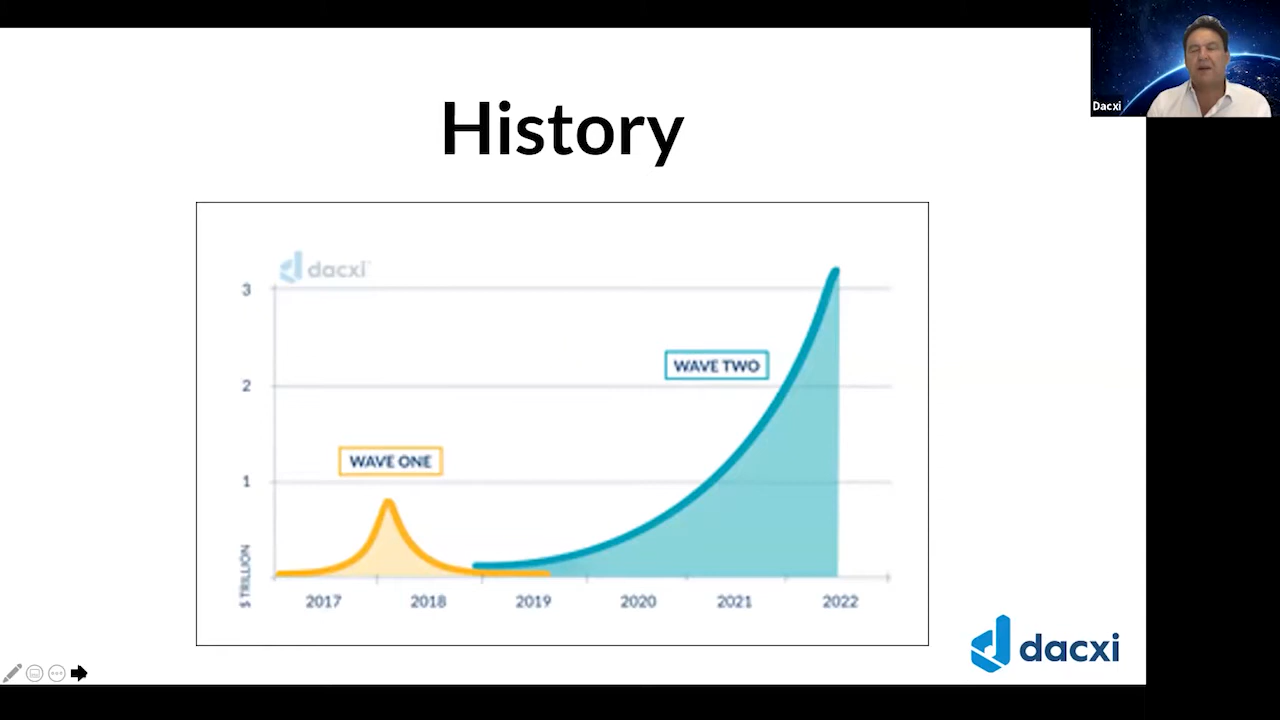 Dacxi
History
dacxi
3
2
1
WAVE TWO
WAVE ONE
$ TRILLION
2017 2018 2019 2020 2021 2022
dacxi